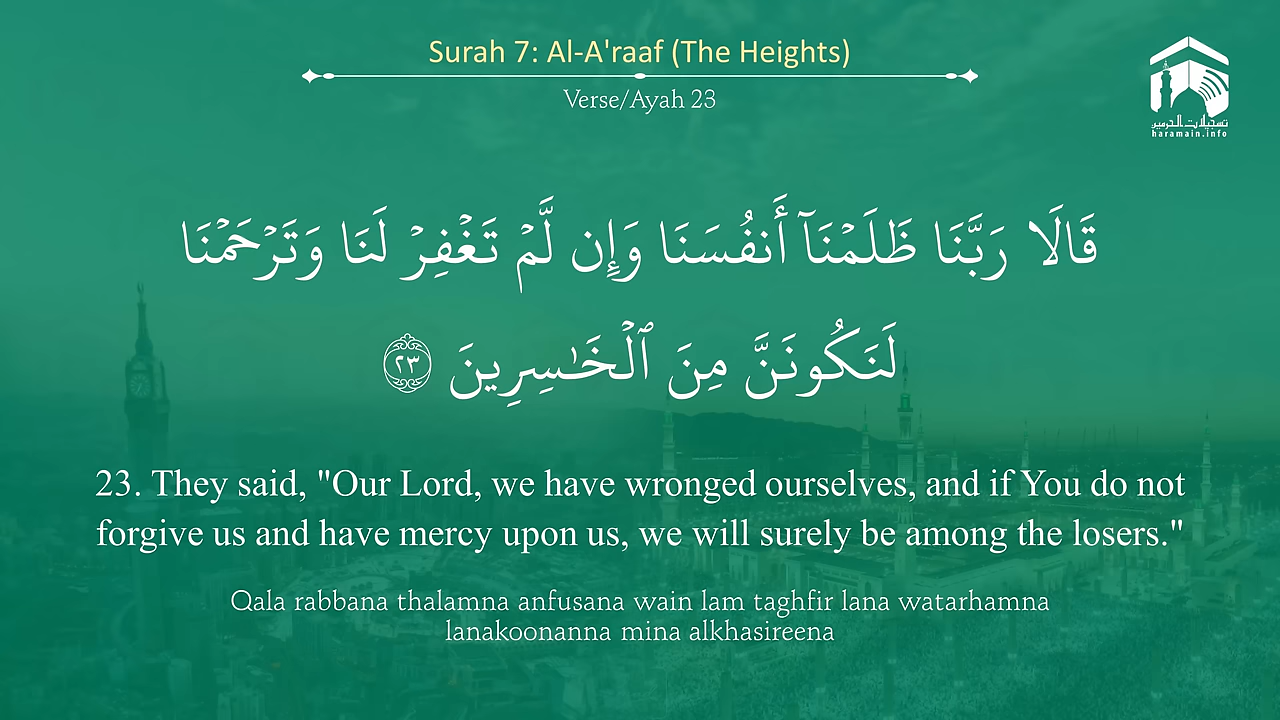 Surah 7: Al-A'raaf (The Heights)
Verse/Ayah 23
تسجيلات الحرمين
haramain.info
قَالَا رَبَّنَا ظَلَمْنَآ أَنفُسَنَا وَإِن لَّمْ تَغْفِرْ لَنَا وَتَرْحَمْنَا
لَنَكُونَنَّ مِنَ ٱلْخَـٰسِرِينَ ٢٣
23. They said, "Our Lord, we have wronged ourselves, and if You do not
forgive us and have mercy upon us, we will surely be among the losers."
Qala rabbana thalamna anfusana wain lam taghfir lana watarhamna
lanakoonanna mina alkhasireena